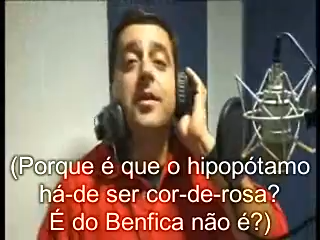 (Porque é que o hipopótamo
há-de ser cor-de-rosa?
É do Benfica não é?)